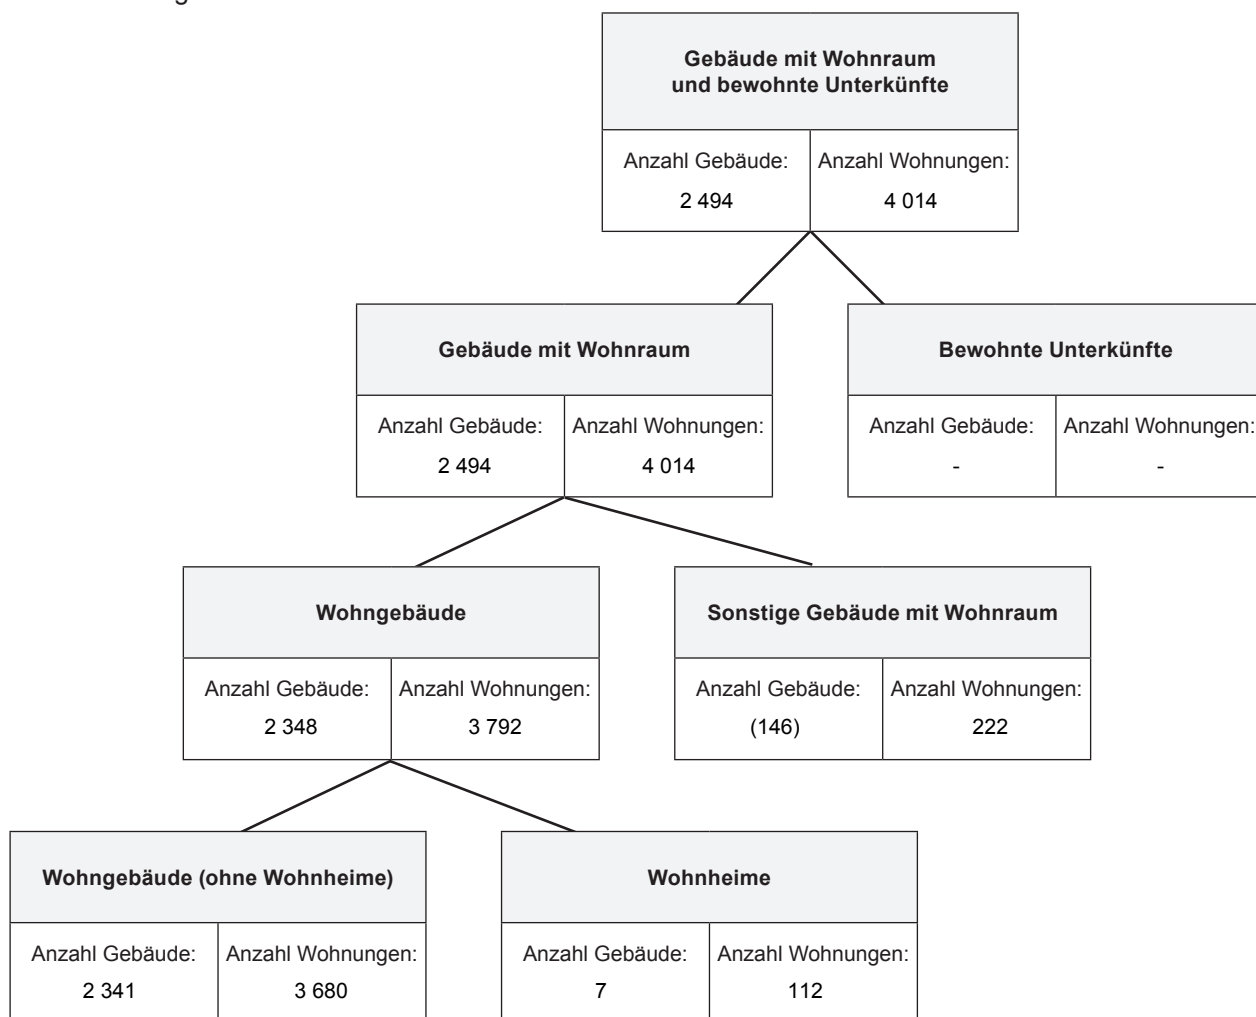 Gebäude mit Wohnraum
und bewohnte Unterkünfte
Anzahl Gebäude: Anzahl Wohnungen:
2 494 4 014
Gebäude mit Wohnraum Bewohnte Unterkünfte
Anzahl Gebäude: Anzahl Wohnungen: Anzahl Gebäude: Anzahl Wohnungen:
2 494 4 014 - -
Wohngebäude Sonstige Gebäude mit Wohnraum
Anzahl Gebäude: Anzahl Wohnungen: Anzahl Gebäude: Anzahl Wohnungen:
2 348 3 792 (146) 222
Wohngebäude (ohne Wohnheime) Wohnheime
Anzahl Gebäude: Anzahl Wohnungen: Anzahl Gebäude: Anzahl Wohnungen:
2 341 3 680 7 112